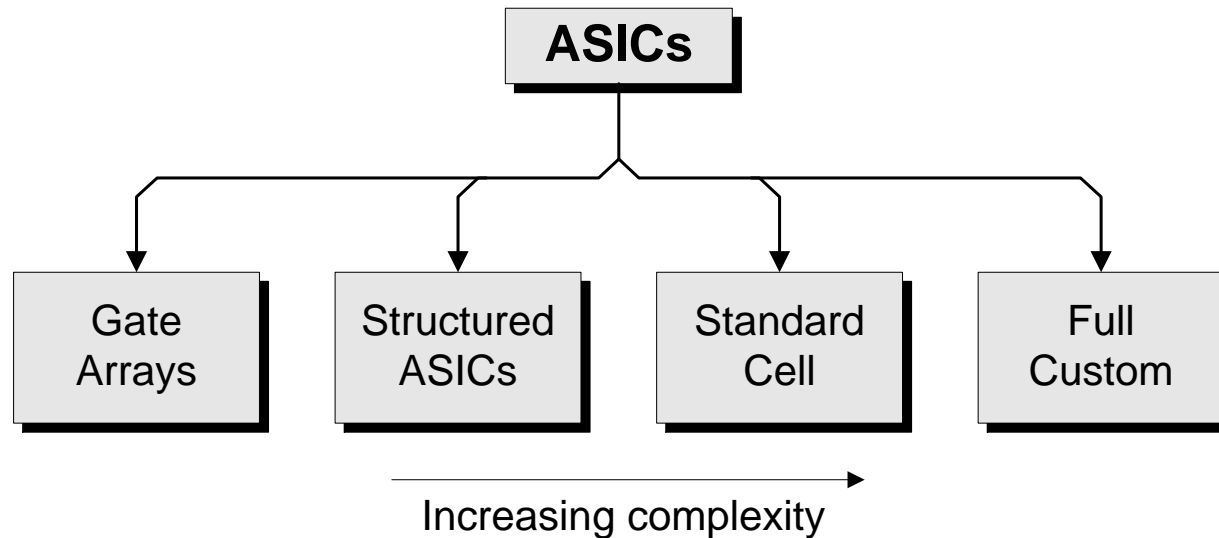 ASICs
Gate
Arrays
Structured
ASICs
Standard
Cell
Full
Custom
Increasing complexity